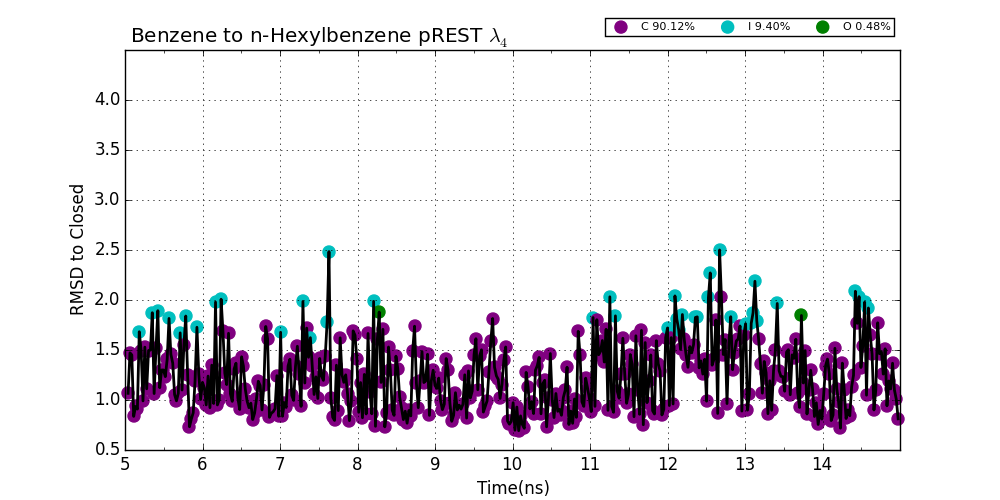 Benzene to n-Hexylbenzene pREST λ₄
C 90.12% I 9.40% O 0.48%
4.0
3.5
3.0
2.5
2.0
1.5
1.0
0.5
RMSD to Closed
5 6 7 8 9 10 11 12 13 14
Time(ns)